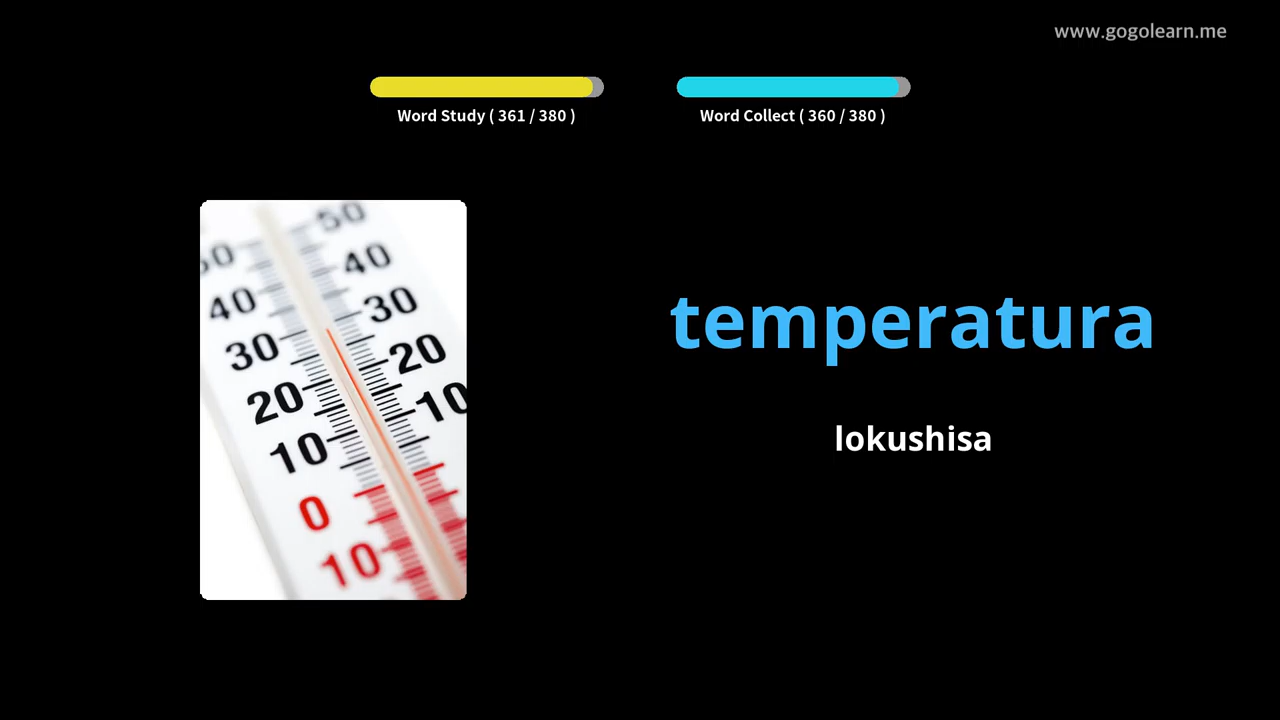 www.gogolearn.me
Word Study ( 361 / 380 )
Word Collect ( 360 / 380 )
temperatura
lokushisa
50
40
30
20
10
40
30
20
10
0
10